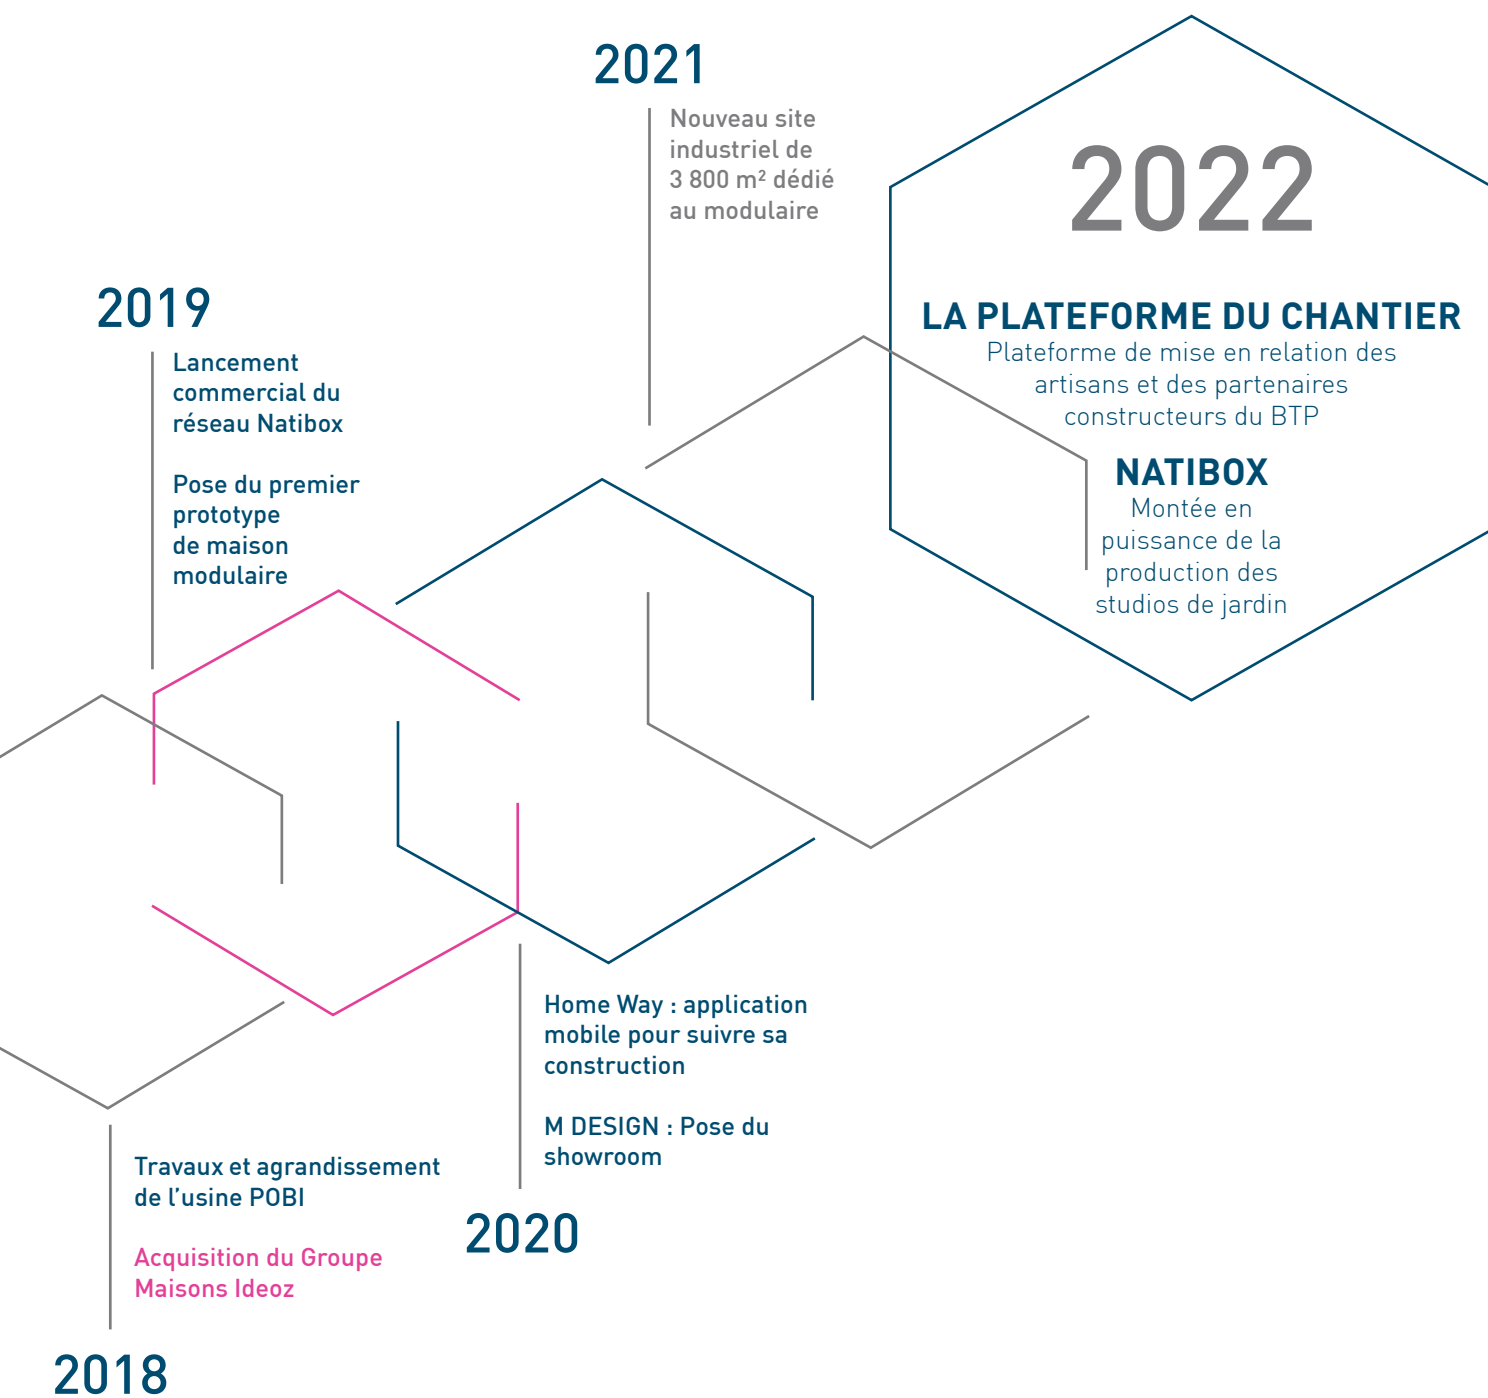 2021
Nouveau site
industriel de
3 800 m² dédié
au modulaire
2022
LA PLATEFORME DU CHANTIER
Plateforme de mise en relation des
artisans et des partenaires
constructeurs du BTP
NATIBOX
Montée en
puissance de la
production des
studios de jardin
2019
Lancement
commercial du
réseau Natibox
Pose du premier
prototype
de maison
modulaire
Home Way : application
mobile pour suivre sa
construction
M DESIGN : Pose du
showroom
2020
Travaux et agrandissement
de l’usine POBI
Acquisition du Groupe
Maisons Ideoz
2018